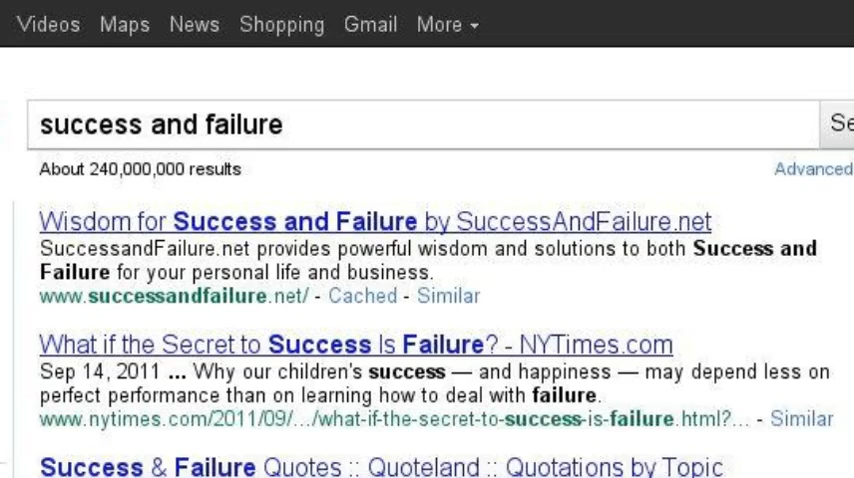 Videos Maps News Shopping Gmail More
success and failure Se
About 240,000,000 results Advanced
Wisdom for Success and Failure by SuccessAndFailure.net
SuccessandFailure.net provides powerful wisdom and solutions to both Success and
Failure for your personal life and business.
www.successandfailure.net/ - Cached - Similar
What if the Secret to Success Is Failure? - NYTimes.com
Sep 14, 2011 ... Why our children's success — and happiness — may depend less on
perfect performance than on learning how to deal with failure.
www.nytimes.com/2011/09/.../what-if-the-secret-to-success-is-failure.html?... - Similar
Success & Failure Quotes :: Quoteland :: Quotations by Topic